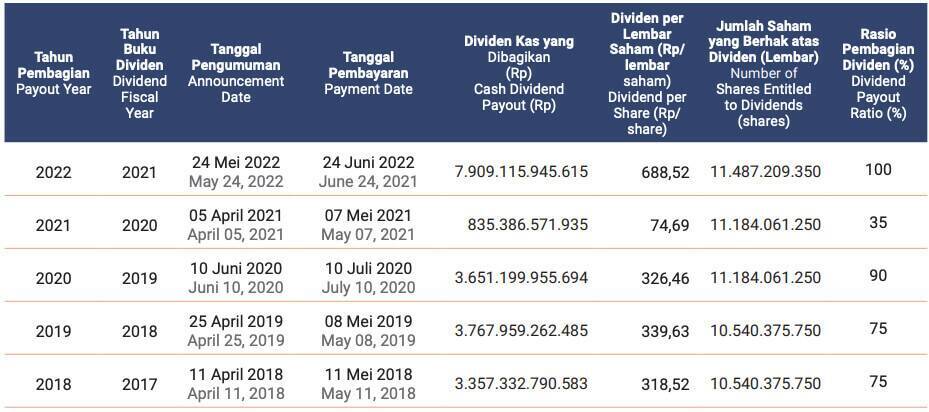 Tahun
Pembagian
Payout Year
Tahun
Buku
Dividen
Dividend
Fiscal
Year
Tanggal
Pengumuman
Announcement
Date
Tanggal
Pembayaran
Payment Date
Dividen Kas yang
Dibagikan
(Rp)
Cash Dividend
Payout (Rp)
Dividen per
Lembar
Saham (Rp/
lembar
saham)
Dividend per
Share (Rp/
share)
Jumlah Saham
yang Berhak atas
Dividen (Lembar)
Number of
Shares Entitled
to Dividends
(shares)
Rasio
Pembagian
Dividen (%)
Dividend
Payout
Ratio (%)
2022 2021 24 Mei 2022 24 Juni 2022 7.909.115.945.615 688,52 11.487.209.350 100
May 24, 2022 June 24, 2021
2021 2020 05 April 2021 07 Mei 2021 835.386.571.935 74,69 11.184.061.250 35
April 05, 2021 May 07, 2021
2020 2019 10 Juni 2020 10 Juli 2020 3.651.199.955.694 326,46 11.184.061.250 90
Juni 10, 2020 July 10, 2020
2019 2018 25 April 2019 08 Mei 2019 3.767.959.262.485 339,63 10.540.375.750 75
April 25, 2019 May 08, 2019
2018 2017 11 April 2018 11 Mei 2018 3.357.332.790.583 318,52 10.540.375.750 75
April 11, 2018 May 11, 2018